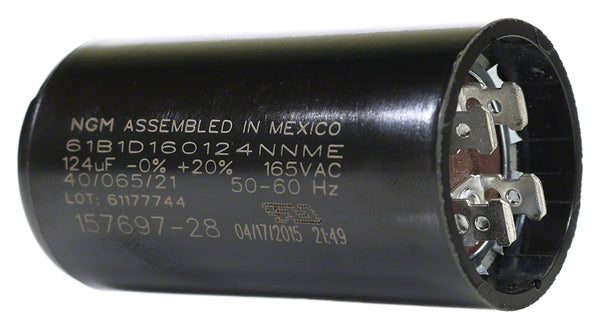 NGM ASSEMBLED IN MEXICO
61B1D160124NNME
124uF -0% +20% 165VAC
40/065/21 50-60 Hz
LOT: 61177744
157697-28 04/17/2015 21:49